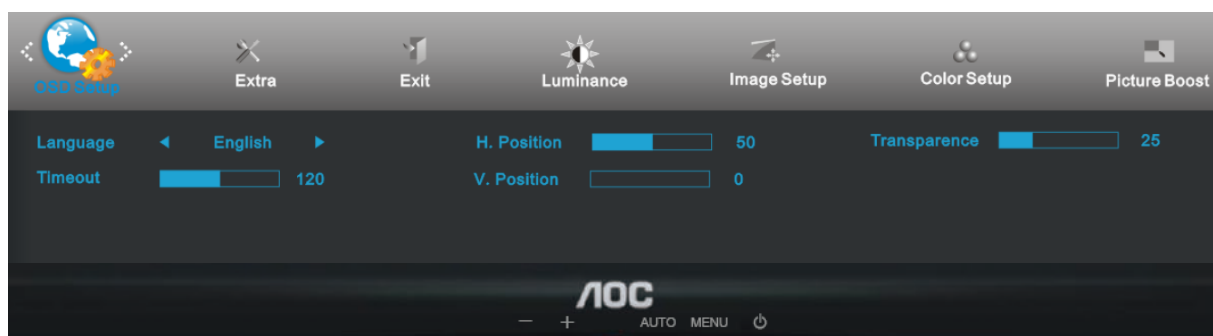 OSD Setup
Extra
Exit
Luminance
Image Setup
Color Setup
Picture Boost
Language English
Timeout 120
H. Position 50
V. Position 0
Transparence 25
AOC
− + AUTO MENU